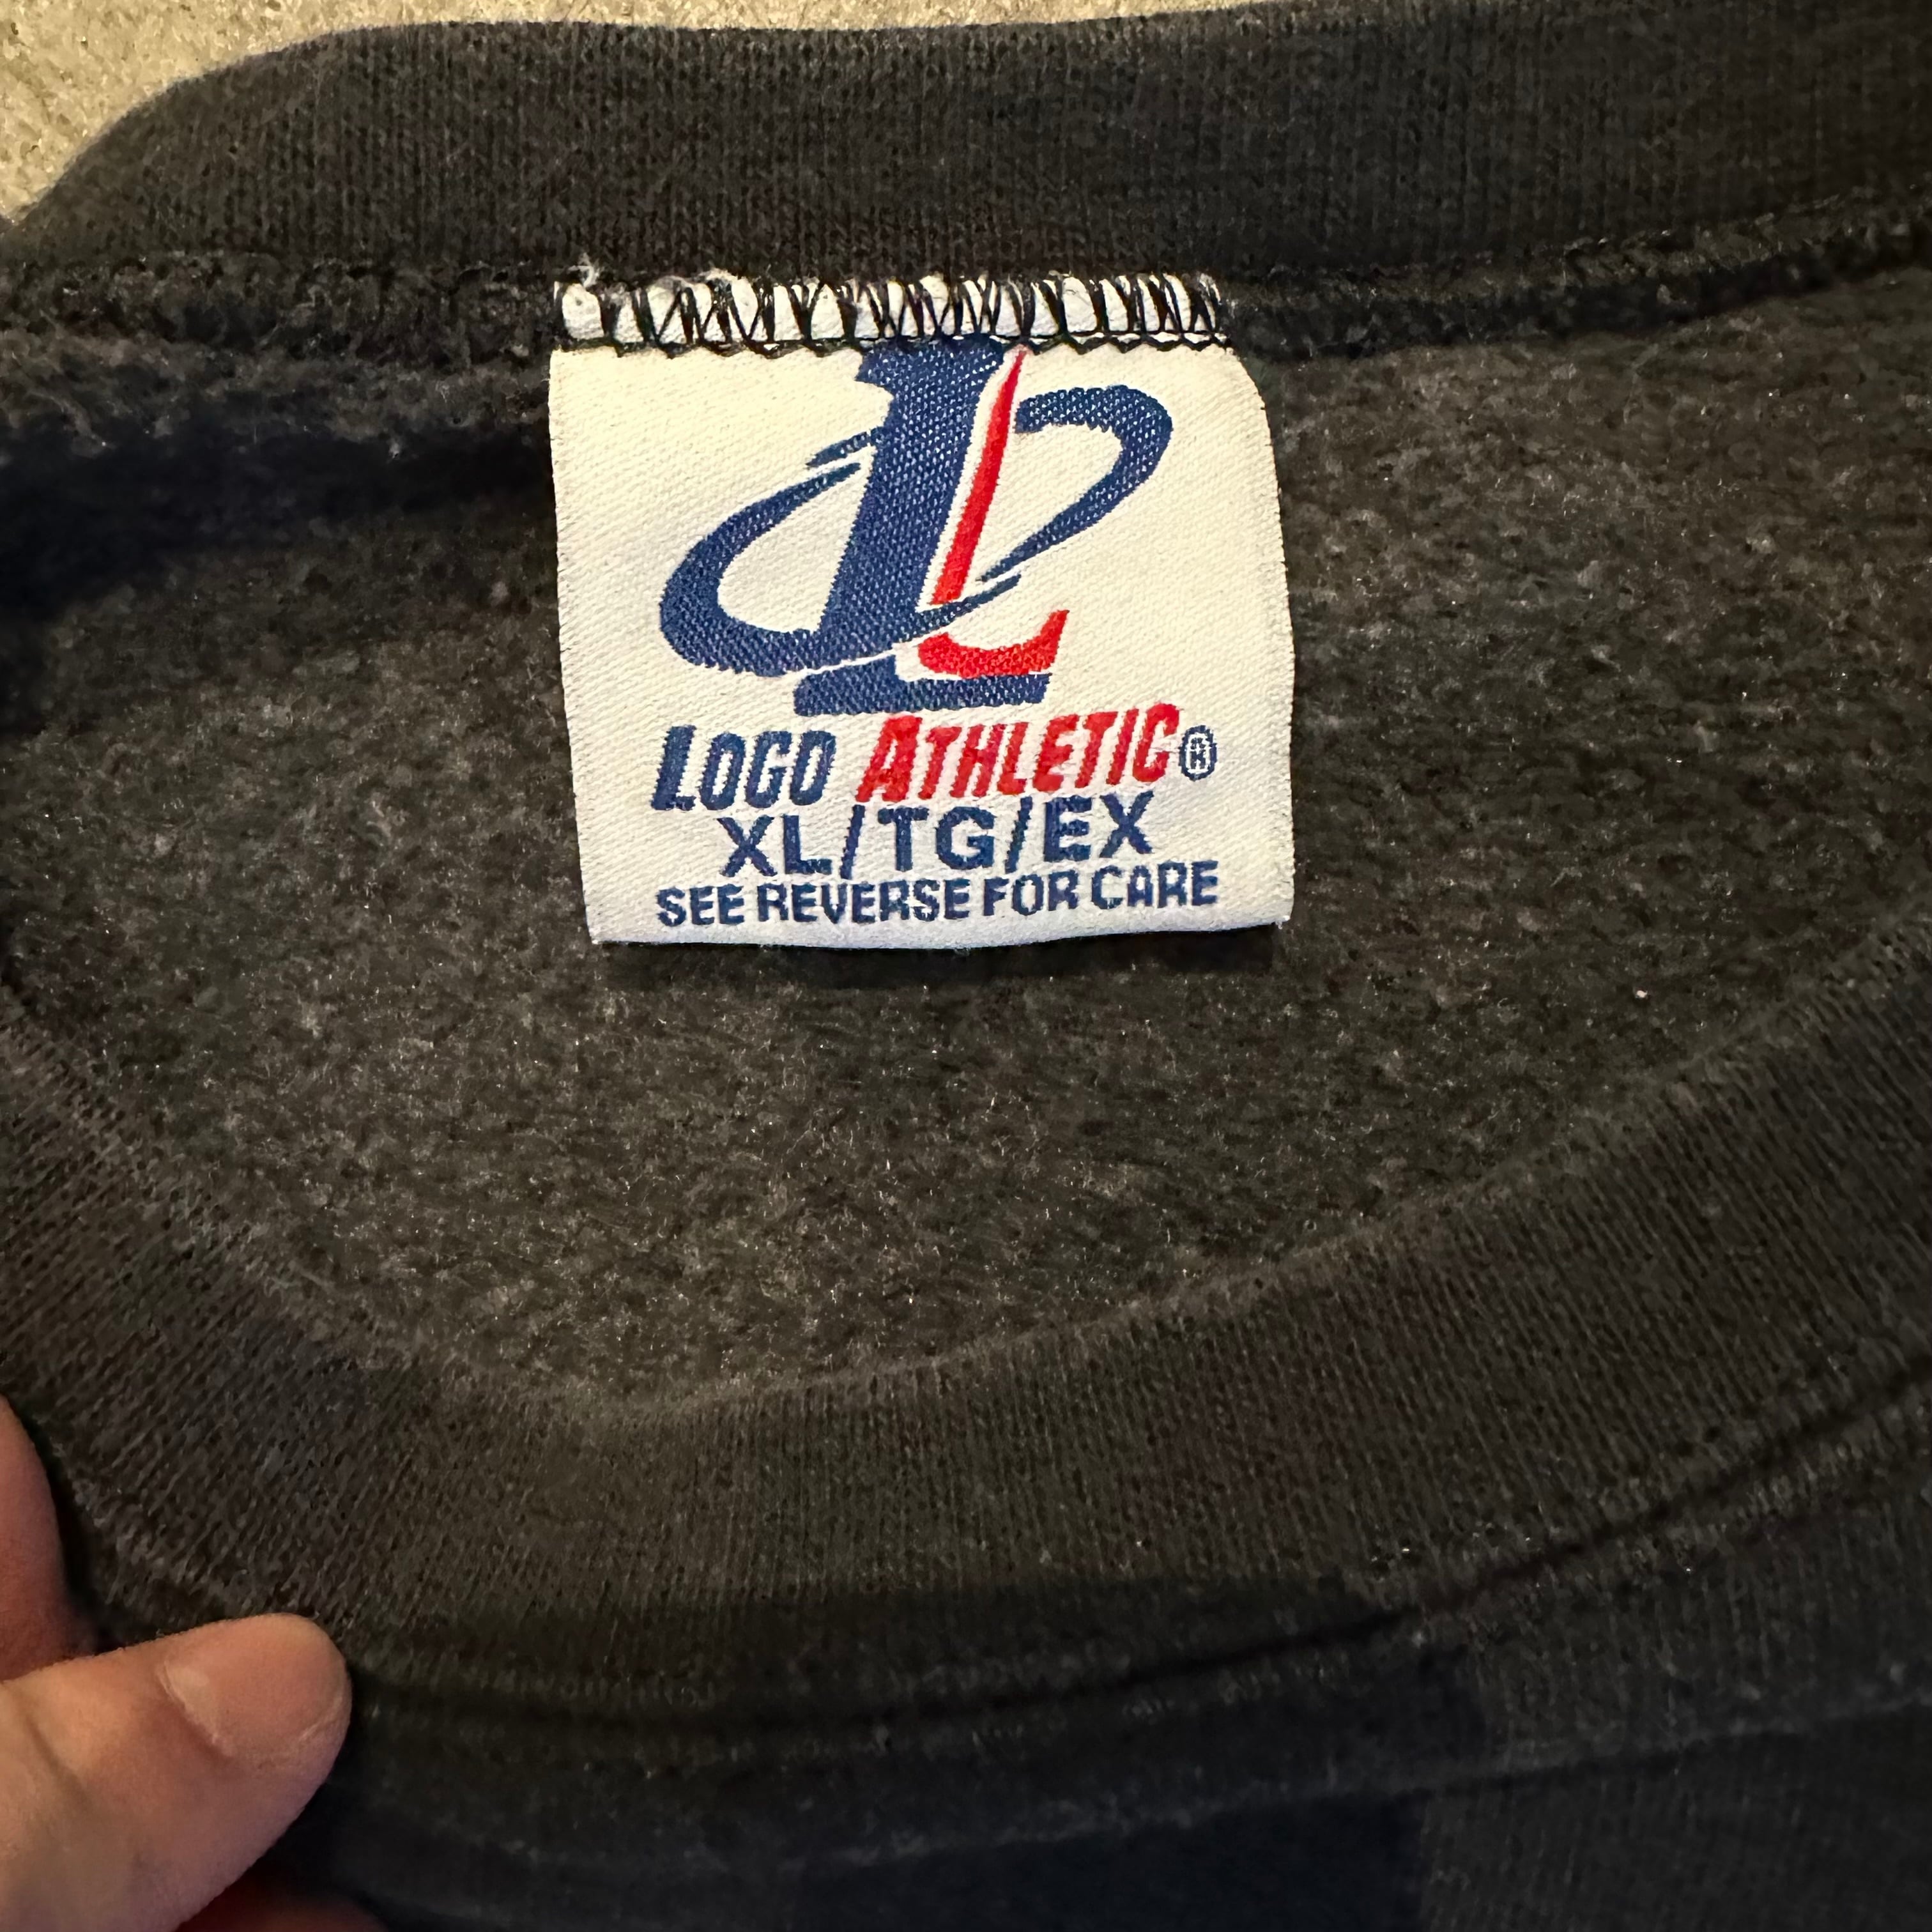 L
LOGO ATHLETIC®
XL/TG/EX
SEE REVERSE FOR CARE